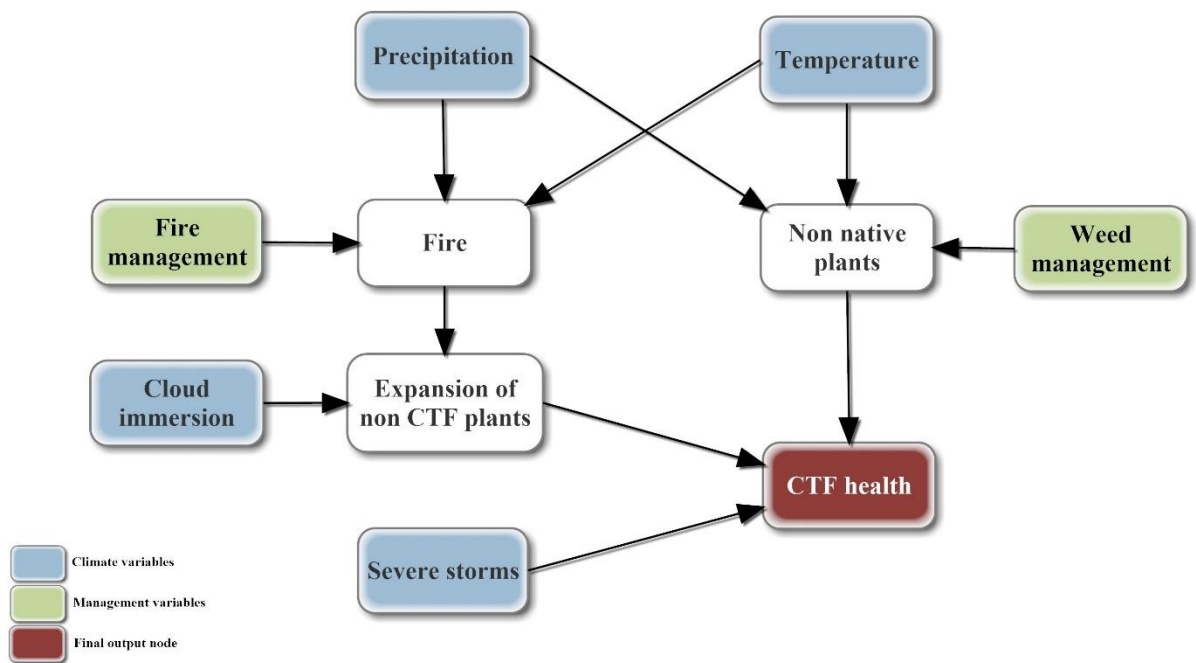 Precipitation
Temperature
Fire
management
Fire
Non native
plants
Weed
management
Cloud
immersion
Expansion of
non CTF plants
CTF health
Severe storms
Climate variables
Management variables
Final output node